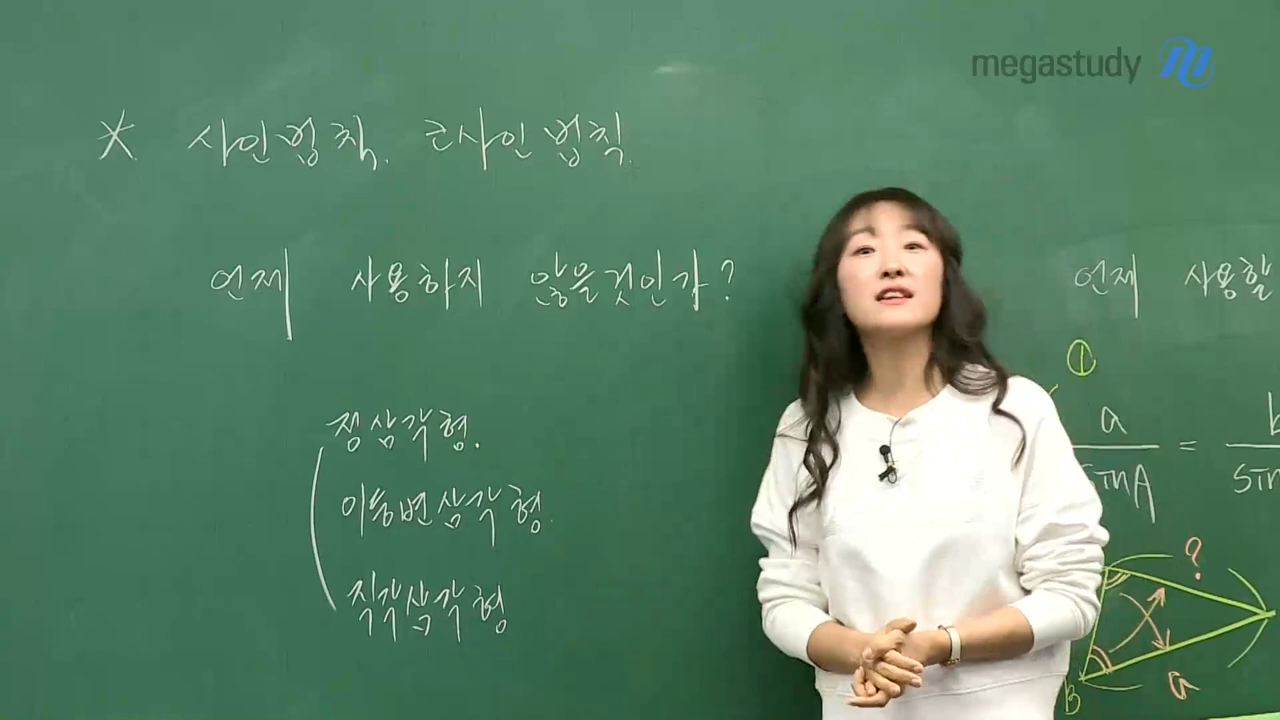 megastudy
* 사인법칙, 코사인법칙.
언제 사용하지 않을것인가?
정삼각형.
이등변삼각형.
직각삼각형
언제 사용할
①
a = b
sinA sin
?
a
B